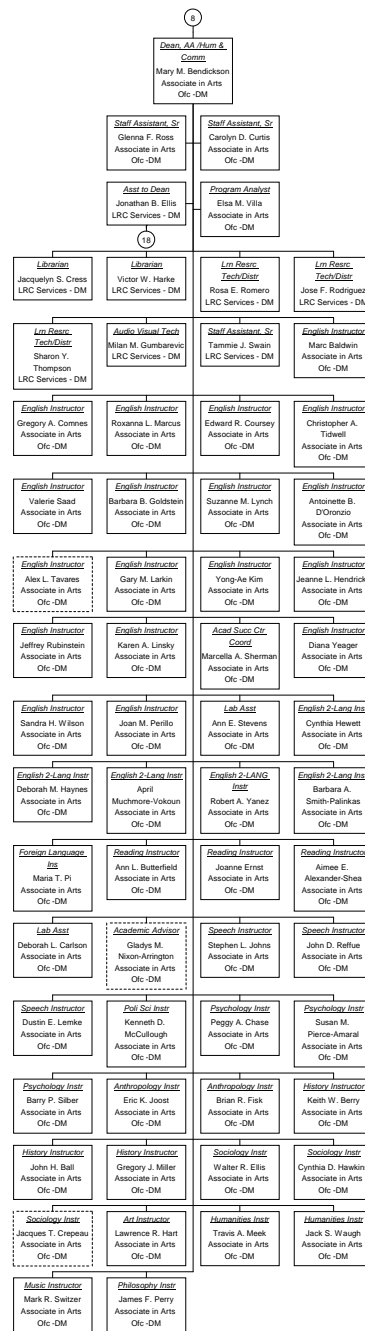 8
Dean, AA /Hum &
Comm
Mary M. Bendickson
Associate in Arts
Ofc -DM
Staff Assistant, Sr
Glenna F. Ross
Associate in Arts
Ofc -DM
Staff Assistant, Sr
Carolyn D. Curtis
Associate in Arts
Ofc -DM
Asst to Dean
Jonathan B. Ellis
LRC Services - DM
Program Analyst
Elsa M. Villa
Associate in Arts
Ofc -DM
18
Librarian
Jacquelyn S. Cress
LRC Services - DM
Librarian
Victor W. Harke
LRC Services - DM
Lrn Resrc
Tech/Distr
Rosa E. Romero
LRC Services - DM
Lrn Resrc
Tech/Distr
Jose F. Rodriguez
LRC Services - DM
Lrn Resrc
Tech/Distr
Sharon Y.
Thompson
LRC Services - DM
Audio Visual Tech
Milan M. Gumbarevic
LRC Services - DM
Staff Assistant, Sr
Tammie J. Swain
LRC Services - DM
English Instructor
Marc Baldwin
Associate in Arts
Ofc -DM
English Instructor
Gregory A. Comnes
Associate in Arts
Ofc -DM
English Instructor
Roxanna L. Marcus
Associate in Arts
Ofc -DM
English Instructor
Edward R. Coursey
Associate in Arts
Ofc -DM
English Instructor
Christopher A.
Tidwell
Associate in Arts
Ofc -DM
English Instructor
Valerie Saad
Associate in Arts
Ofc -DM
English Instructor
Barbara B. Goldstein
Associate in Arts
Ofc -DM
English Instructor
Suzanne M. Lynch
Associate in Arts
Ofc -DM
English Instructor
Antoinette B.
D'Oronzio
Associate in Arts
Ofc -DM
English Instructor
Alex L. Tavares
Associate in Arts
Ofc -DM
English Instructor
Gary M. Larkin
Associate in Arts
Ofc -DM
English Instructor
Yong-Ae Kim
Associate in Arts
Ofc -DM
English Instructor
Jeanne L. Hendrick
Associate in Arts
Ofc -DM
English Instructor
Jeffrey Rubinstein
Associate in Arts
Ofc -DM
English Instructor
Karen A. Linsky
Associate in Arts
Ofc -DM
Acad Succ Ctr
Coord
Marcella A. Sherman
Associate in Arts
Ofc -DM
English Instructor
Diana Yeager
Associate in Arts
Ofc -DM
English Instructor
Sandra H. Wilson
Associate in Arts
Ofc -DM
English Instructor
Joan M. Perillo
Associate in Arts
Ofc -DM
Lab Asst
Ann E. Stevens
Associate in Arts
Ofc -DM
English 2-Lang Ins
Cynthia Hewett
Associate in Arts
Ofc -DM
English 2-Lang Instr
Deborah M. Haynes
Associate in Arts
Ofc -DM
English 2-Lang Instr
April
Muchmore-Vokoun
Associate in Arts
Ofc -DM
English 2-LANG
Instr
Robert A. Yanez
Associate in Arts
Ofc -DM
English 2-Lang Ins
Barbara A.
Smith-Palinkas
Associate in Arts
Ofc -DM
Foreign Language
Ins
Maria T. Pi
Associate in Arts
Ofc -DM
Reading Instructor
Ann L. Butterfield
Associate in Arts
Ofc -DM
Reading Instructor
Joanne Ernst
Associate in Arts
Ofc -DM
Reading Instructor
Aimee E.
Alexander-Shea
Associate in Arts
Ofc -DM
Lab Asst
Deborah L. Carlson
Associate in Arts
Ofc -DM
Academic Advisor
Gladys M.
Nixon-Arrington
Associate in Arts
Ofc -DM
Speech Instructor
Stephen L. Johns
Associate in Arts
Ofc -DM
Speech Instructor
John D. Reffue
Associate in Arts
Ofc -DM
Speech Instructor
Dustin E. Lemke
Associate in Arts
Ofc -DM
Poli Sci Instr
Kenneth D.
McCullough
Associate in Arts
Ofc -DM
Psychology Instr
Peggy A. Chase
Associate in Arts
Ofc -DM
Psychology Instr
Susan M.
Pierce-Amaral
Associate in Arts
Ofc -DM
Psychology Instr
Barry P. Silber
Associate in Arts
Ofc -DM
Anthropology Instr
Eric K. Joost
Associate in Arts
Ofc -DM
Anthropology Instr
Brian R. Fisk
Associate in Arts
Ofc -DM
History Instructor
Keith W. Berry
Associate in Arts
Ofc -DM
History Instructor
John H. Ball
Associate in Arts
Ofc -DM
History Instructor
Gregory J. Miller
Associate in Arts
Ofc -DM
Sociology Instr
Walter R. Ellis
Associate in Arts
Ofc -DM
Sociology Instr
Cynthia D. Hawkins
Associate in Arts
Ofc -DM
Sociology Instr
Jacques T. Crepeau
Associate in Arts
Ofc -DM
Art Instructor
Lawrence R. Hart
Associate in Arts
Ofc -DM
Humanities Instr
Travis A. Meek
Associate in Arts
Ofc -DM
Humanities Instr
Jack S. Waugh
Associate in Arts
Ofc -DM
Music Instructor
Mark R. Switzer
Associate in Arts
Ofc -DM
Philosophy Instr
James F. Perry
Associate in Arts
Ofc -DM